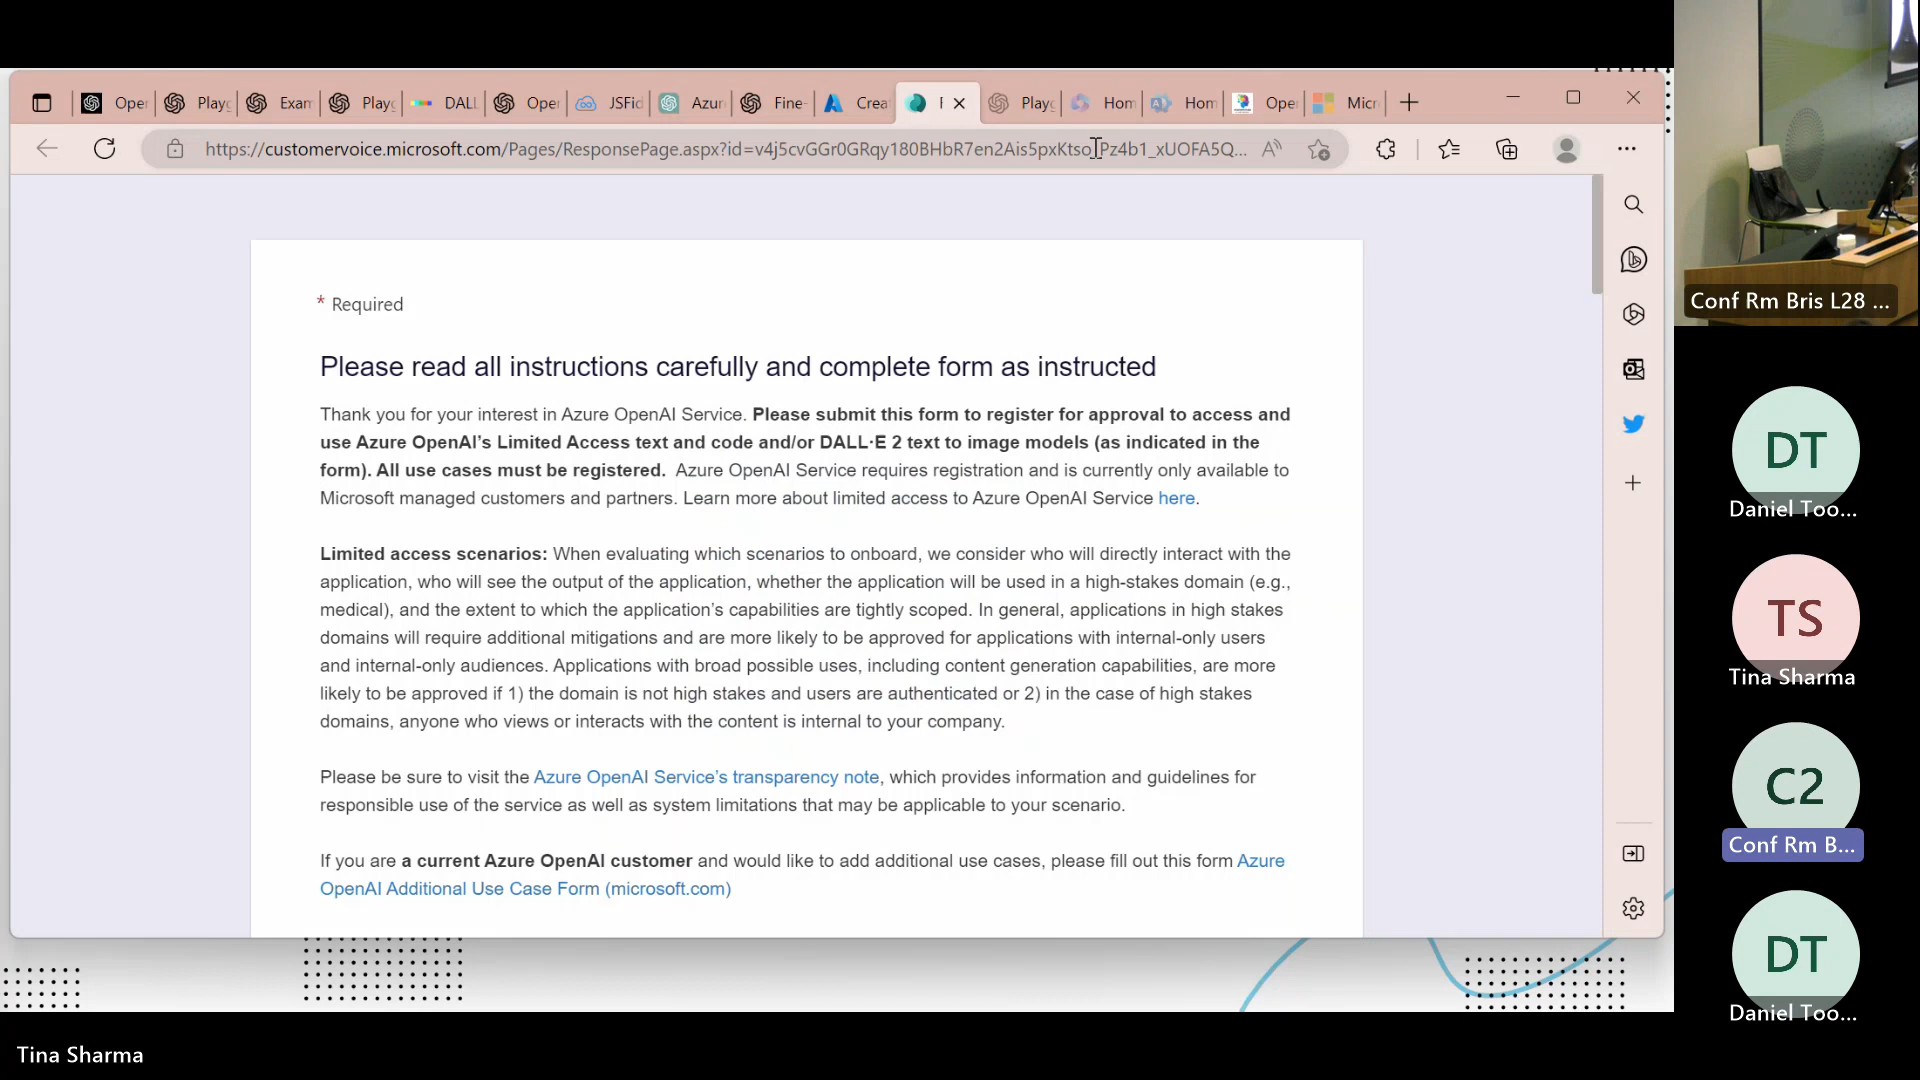 Oper
Playg
Exam
Playg
DALL
Oper
JSFid
Azur
Fine-
Crea
F
Playg
Hom
Hom
Oper
Micr
https://customervoice.microsoft.com/Pages/ResponsePage.aspx?id=v4j5cvGGr0GRqy180BHbR7en2Ais5pxKtso_Pz4b1_xUOFA5Q...
* Required
Please read all instructions carefully and complete form as instructed
Thank you for your interest in Azure OpenAI Service. Please submit this form to register for approval to access and
use Azure OpenAI’s Limited Access text and code and/or DALL·E 2 text to image models (as indicated in the
form). All use cases must be registered. Azure OpenAI Service requires registration and is currently only available to
Microsoft managed customers and partners. Learn more about limited access to Azure OpenAI Service here.
Limited access scenarios: When evaluating which scenarios to onboard, we consider who will directly interact with the
application, who will see the output of the application, whether the application will be used in a high-stakes domain (e.g.,
medical), and the extent to which the application’s capabilities are tightly scoped. In general, applications in high stakes
domains will require additional mitigations and are more likely to be approved for applications with internal-only users
and internal-only audiences. Applications with broad possible uses, including content generation capabilities, are more
likely to be approved if 1) the domain is not high stakes and users are authenticated or 2) in the case of high stakes
domains, anyone who views or interacts with the content is internal to your company.
Please be sure to visit the Azure OpenAI Service’s transparency note, which provides information and guidelines for
responsible use of the service as well as system limitations that may be applicable to your scenario.
If you are a current Azure OpenAI customer and would like to add additional use cases, please fill out this form Azure
OpenAI Additional Use Case Form (microsoft.com)
Conf Rm Bris L28 ...
DT
Daniel Too...
TS
Tina Sharma
C2
Conf Rm B...
DT
Daniel Too...
Tina Sharma